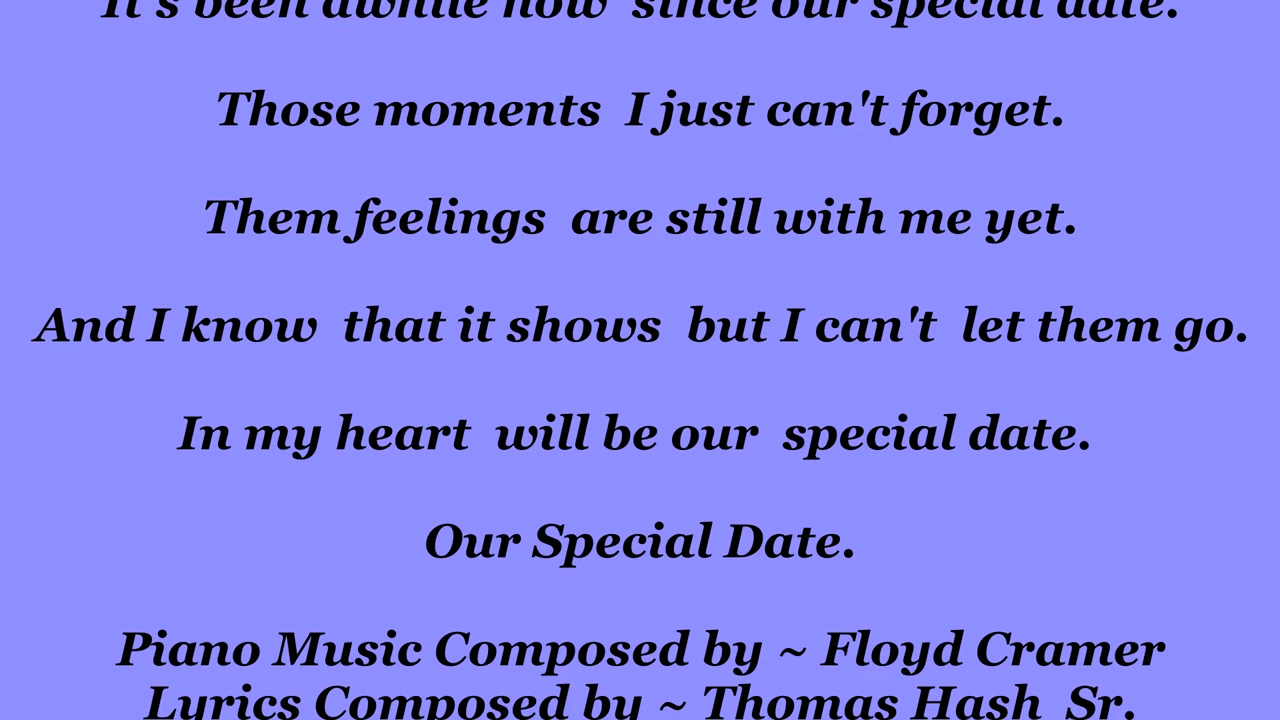 It's been awhile now since our special date.
Those moments I just can't forget.
Them feelings are still with me yet.
And I know that it shows but I can't let them go.
In my heart will be our special date.
Our Special Date.
Piano Music Composed by ~ Floyd Cramer
Lyrics Composed by ~ Thomas Hash Sr.